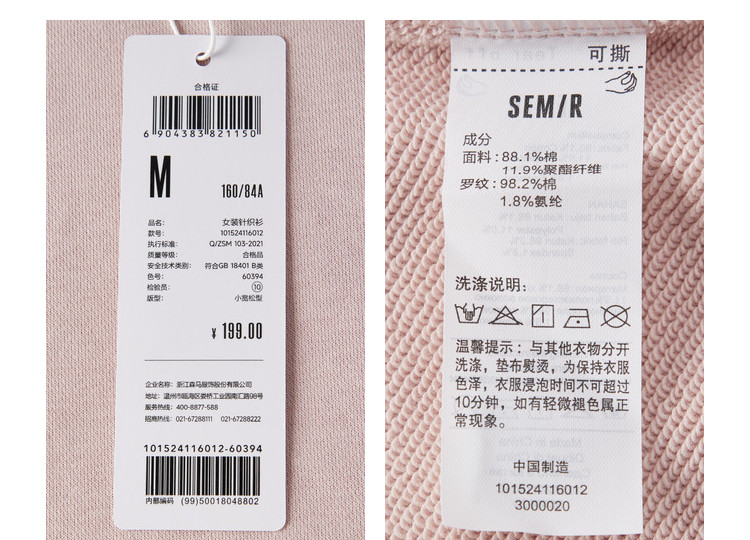 合格证
6 904383 821150
M
160/84A
品名: 女装针织衫
款号: 101524116012
执行标准: Q/ZSM 103-2021
质量等级: 合格品
安全技术类别: 符合GB 18401 B类
色号: 60394
检验员: 10
版型: 小宽松型
¥ 199.00
企业名称: 浙江森马服饰股份有限公司
地址: 温州市瓯海区娄桥工业园南汇路98号
服务热线: 400-8877-588
招商热线: 021-67288111 021-67288222
101524116012-60394
内部编码 (99)50018048802
可撕
SEM/R
成分
面料:88.1%棉
11.9%聚酯纤维
罗纹:98.2%棉
1.8%氨纶
洗涤说明:
温馨提示:与其他衣物分开
洗涤,垫布熨烫,为保持衣服
色泽,衣服浸泡时间不可超过
10分钟,如有轻微褪色属正
常现象。
中国制造
101524116012
3000020